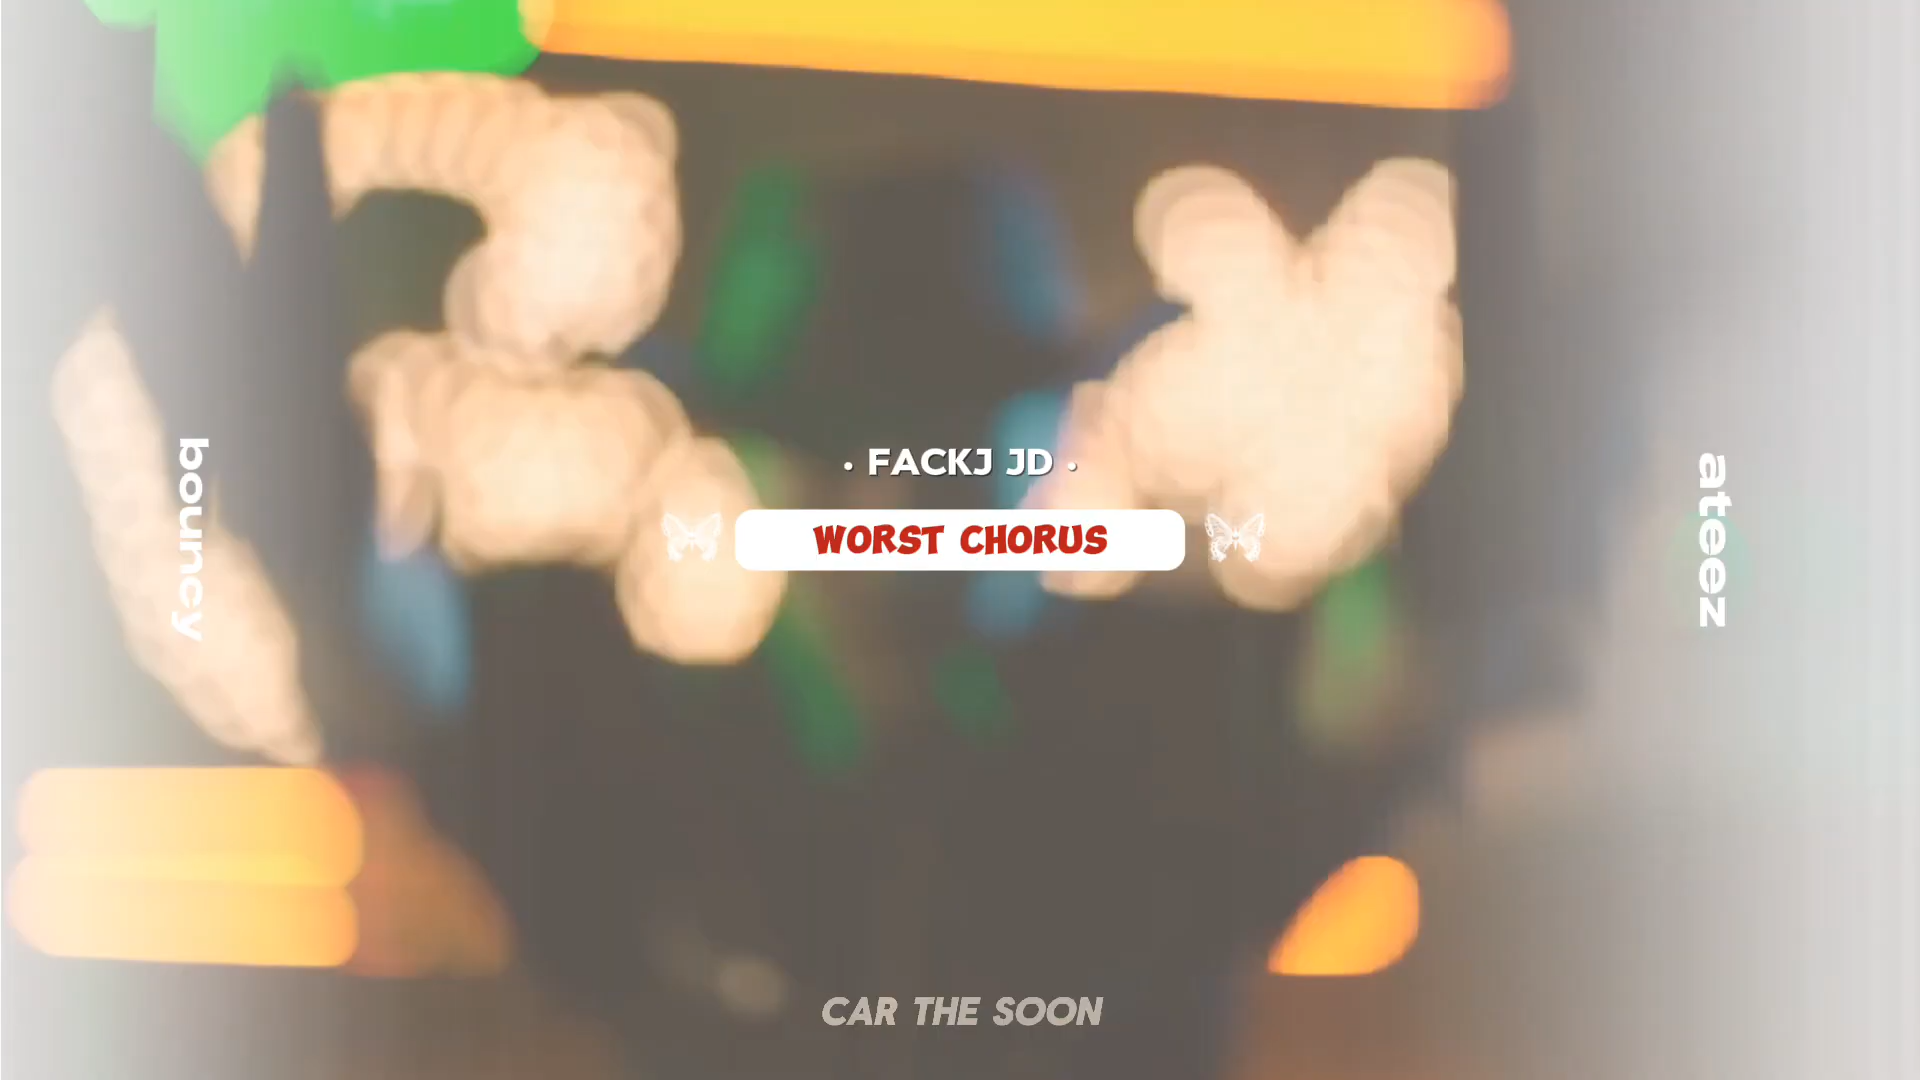 · FACKJ JD ·
WORST CHORUS
bouncy
ateez
CAR THE SOON